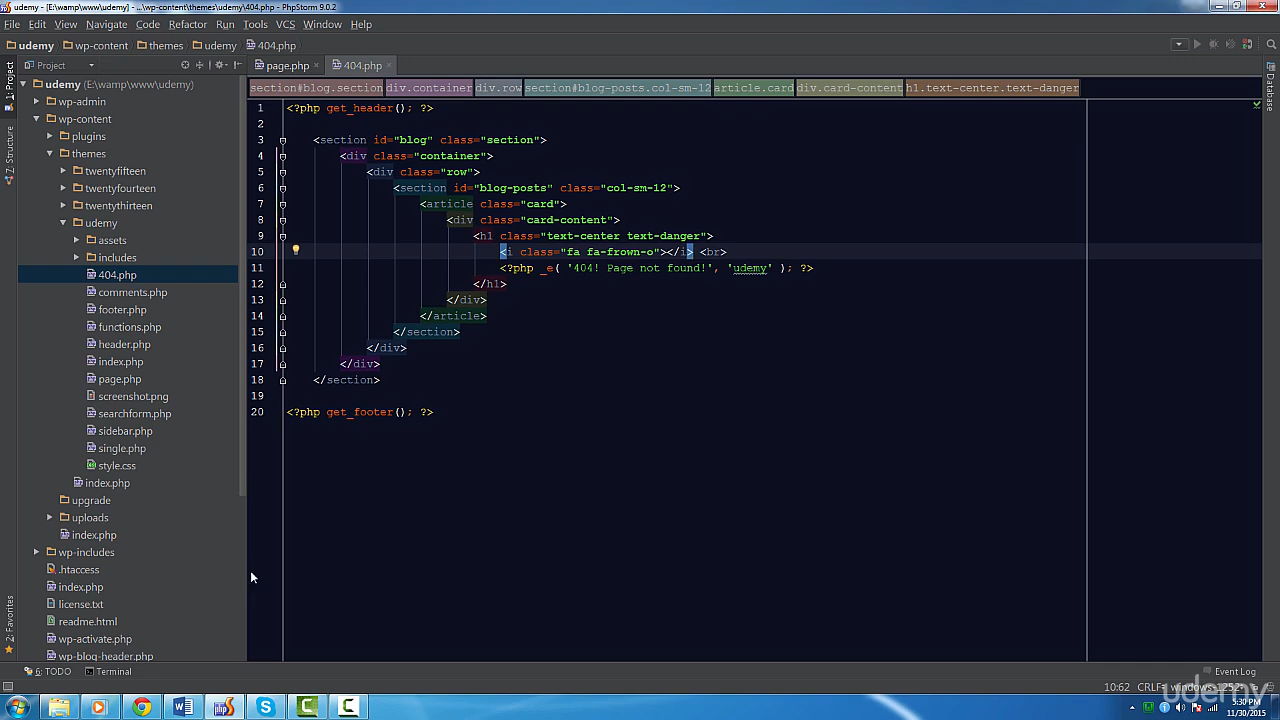 udemy - [E:\wamp\www\udemy] - ...\wp-content\themes\udemy\404.php - PhpStorm 9.0.2
File Edit View Navigate Code Refactor Run Tools VCS Window Help
udemy wp-content themes udemy 404.php
1: Project
Project
page.php
404.php
Database
section#blog.section div.container div.row section#blog-posts.col-sm-12 article.card div.card-content h1.text-center.text-danger
udemy (E:\wamp\www\udemy)
wp-admin
wp-content
plugins
themes
twentyfifteen
twentyfourteen
twentythirteen
udemy
assets
includes
404.php
comments.php
footer.php
functions.php
header.php
index.php
page.php
screenshot.png
searchform.php
sidebar.php
single.php
style.css
index.php
upgrade
uploads
index.php
wp-includes
.htaccess
index.php
license.txt
readme.html
wp-activate.php
wp-blog-header.php
Structure
2: Favorites
1 <?php get_header(); ?>
2
3 <section id="blog" class="section">
4 <div class="container">
5 <div class="row">
6 <section id="blog-posts" class="col-sm-12">
7 <article class="card">
8 <div class="card-content">
9 <h1 class="text-center text-danger">
10 <i class="fa fa-frown-o"></i> <br>
11 <?php _e( '404! Page not found!', 'udemy' ); ?>
12 </h1>
13 </div>
14 </article>
15 </section>
16 </div>
17 </div>
18 </section>
19
20 <?php get_footer(); ?>
6: TODO
Terminal
Event Log
10:62 CRLF: windows-1252
udemy
5:30 PM
11/30/2015